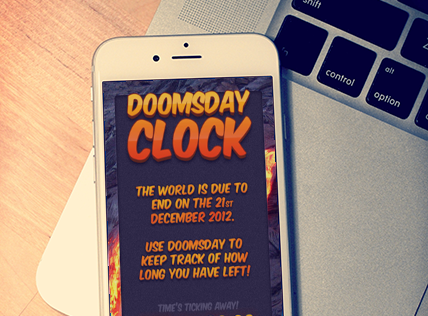 DOOMSDAY
CLOCK
THE WORLD IS DUE TO
END ON THE 21ST
DECEMBER 2012.
USE DOOMSDAY TO
KEEP TRACK OF HOW
LONG YOU HAVE LEFT!
TIME'S TICKING AWAY!
shift
control
alt
option